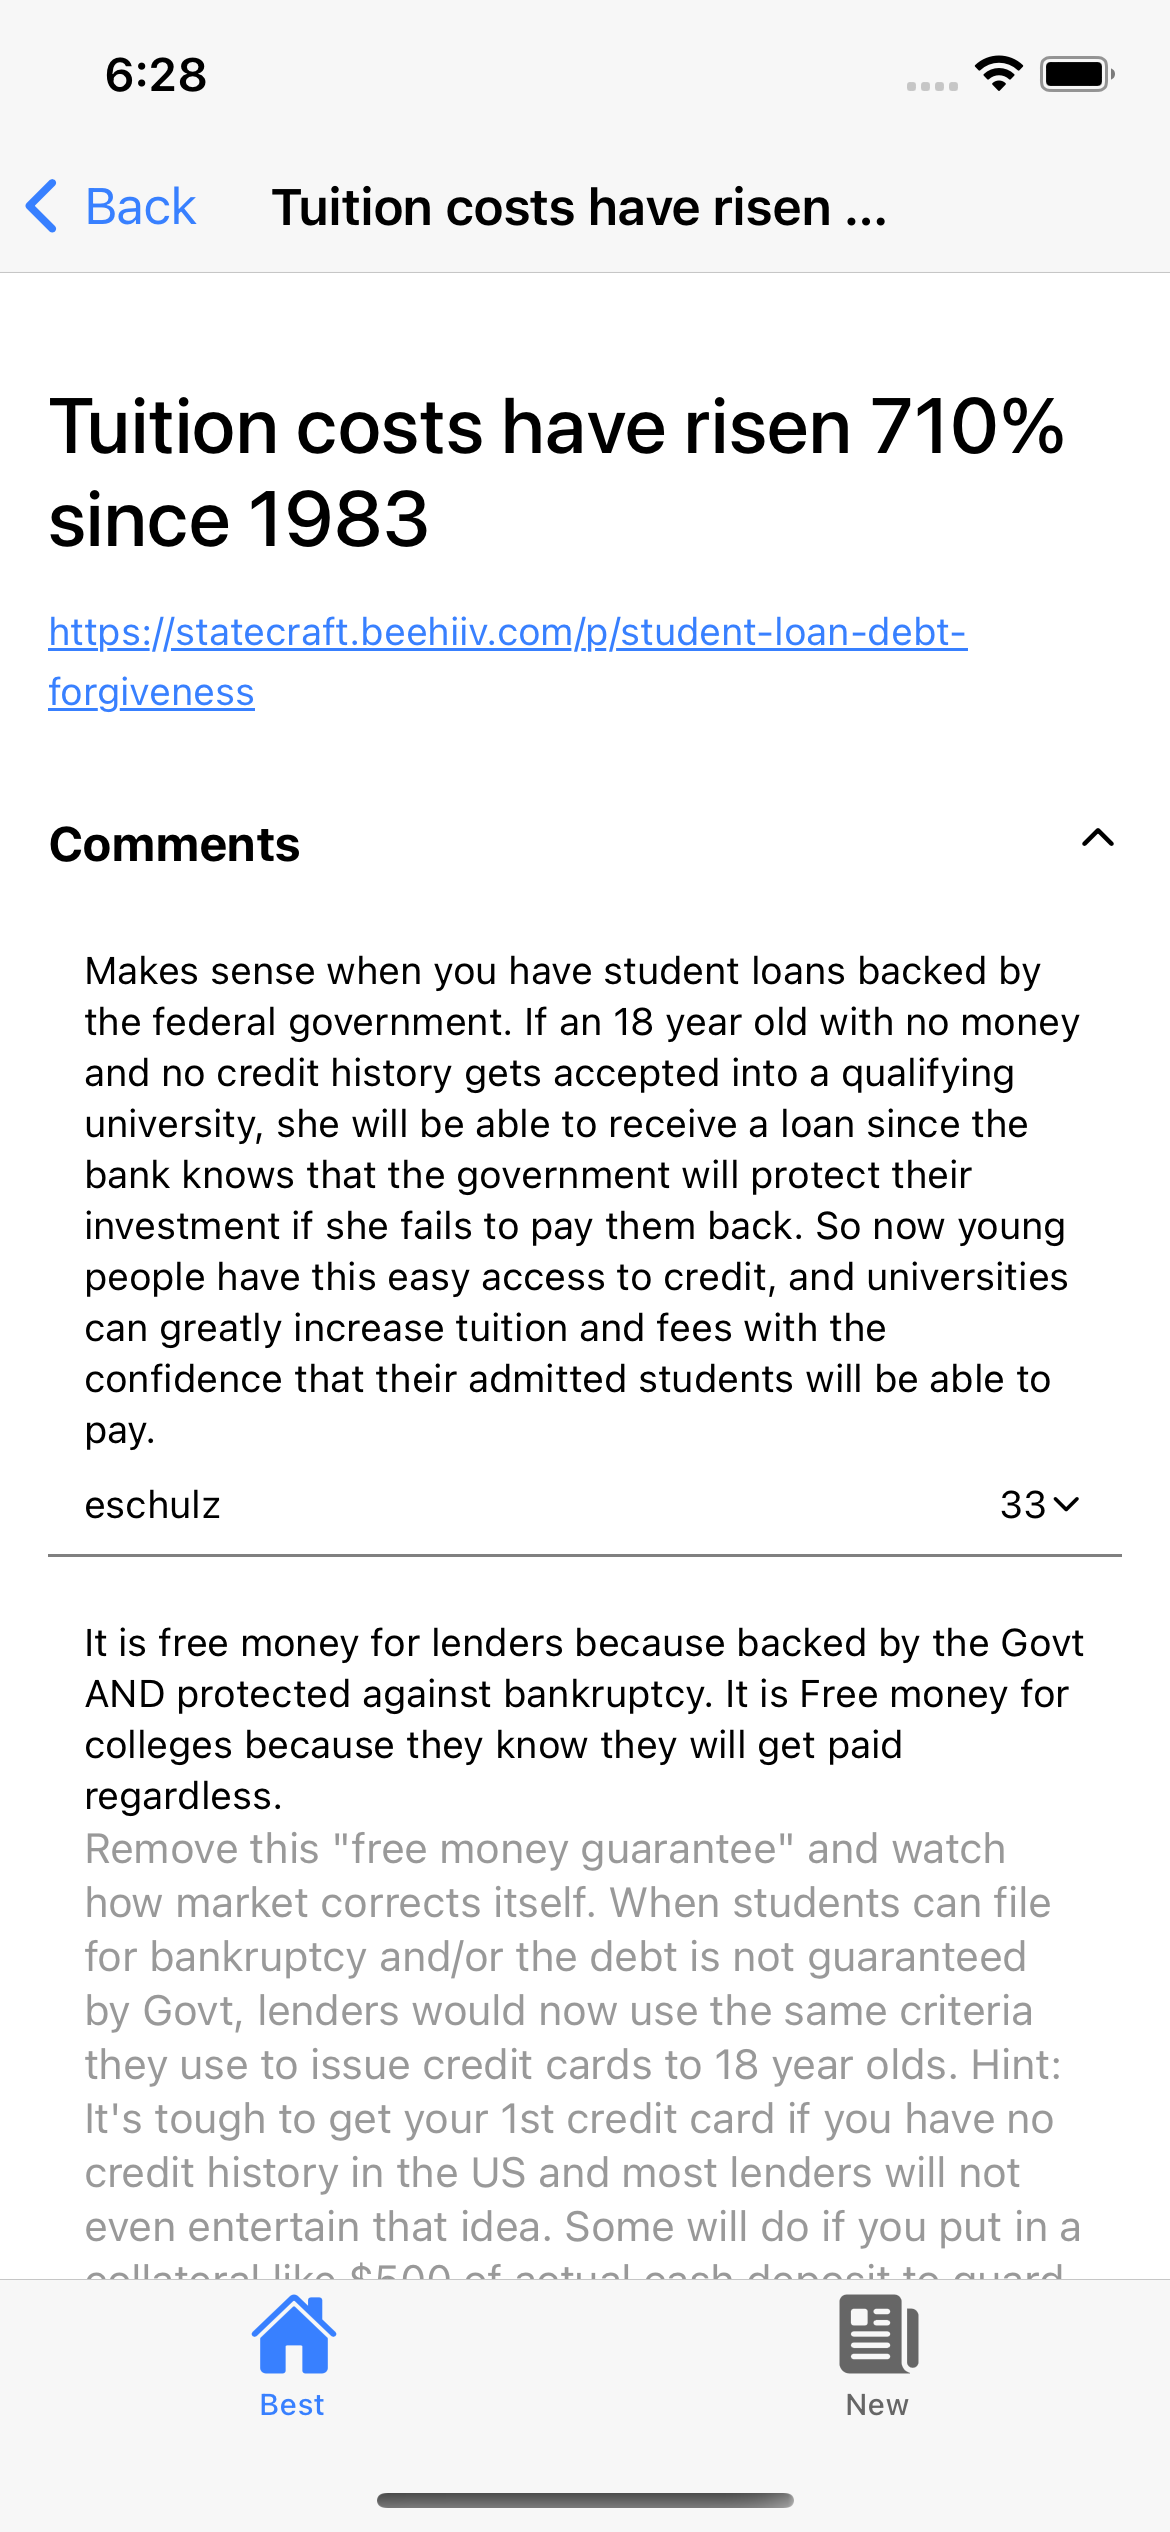 6:28
Back
Tuition costs have risen ...
Tuition costs have risen 710%
since 1983
https://statecraft.beehiiv.com/p/student-loan-debt-
forgiveness
Comments
Makes sense when you have student loans backed by
the federal government. If an 18 year old with no money
and no credit history gets accepted into a qualifying
university, she will be able to receive a loan since the
bank knows that the government will protect their
investment if she fails to pay them back. So now young
people have this easy access to credit, and universities
can greatly increase tuition and fees with the
confidence that their admitted students will be able to
pay.
eschulz
33
It is free money for lenders because backed by the Govt
AND protected against bankruptcy. It is Free money for
colleges because they know they will get paid
regardless.
Remove this "free money guarantee" and watch
how market corrects itself. When students can file
for bankruptcy and/or the debt is not guaranteed
by Govt, lenders would now use the same criteria
they use to issue credit cards to 18 year olds. Hint:
It's tough to get your 1st credit card if you have no
credit history in the US and most lenders will not
even entertain that idea. Some will do if you put in a
collateral like $500 of actual cash deposit to guard
Best
New